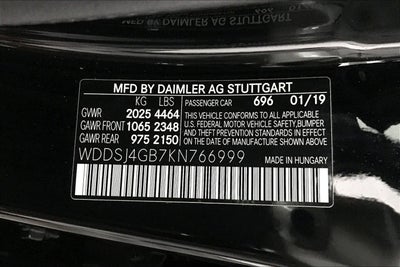 MFD BY DAIMLER AG STUTTGART
KG LBS PASSENGER CAR 696 01/19
GVWR 2025 4464
GAWR FRONT 1065 2348
GAWR REAR 975 2150
THIS VEHICLE CONFORMS TO ALL APPLICABLE
U.S. FEDERAL MOTOR VEHICLE SAFETY, BUMPER
AND THEFT PREVENTION STANDARDS IN EFFECT ON
THE DATE OF MANUFACTURE SHOWN ABOVE.
WDDSJ4GB7KN766999 MADE IN HUNGARY